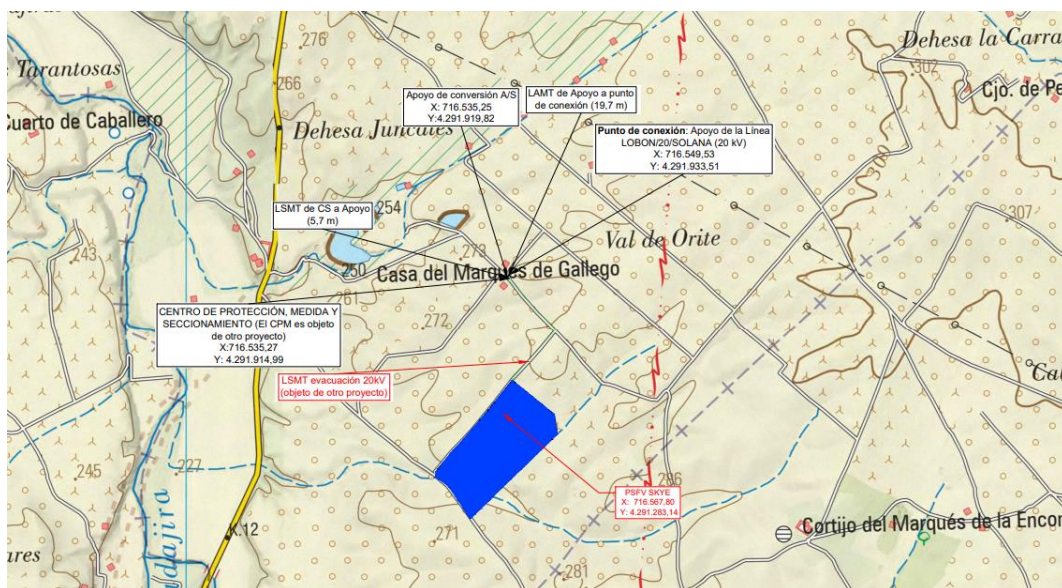 276
Tarantosas
Cuarto de Caballero
266
Dehesa Juncales
Dehesa la Carra
302
Cjo. de Pe
Apoyo de conversión A/S
X: 716.535,25
Y:4.291.919,82
LAMT de Apoyo a punto
de conexión (19,7 m)
Punto de conexión: Apoyo de la Línea
LOBON/20/SOLANA (20 kV)
X: 716.549,53
Y: 4.291.933,51
300
LSMT de CS a Apoyo
(5,7 m)
254
307
243
273
Val de Orite
250
Casa del Marqués de Gallego
261
CENTRO DE PROTECCIÓN, MEDIDA Y
SECCIONAMIENTO (El CPM es objeto
de otro proyecto)
X:716.535,27
Y: 4.291.914,99
272
LSMT evacuación 20kV
(objeto de otro proyecto)
Cal
245
227
PSFV SKYE
X: 716.567,80
Y: 4.291.283,14
286
K.12
271
Cortijo del Marqués de la Encor
ares
dajira
281